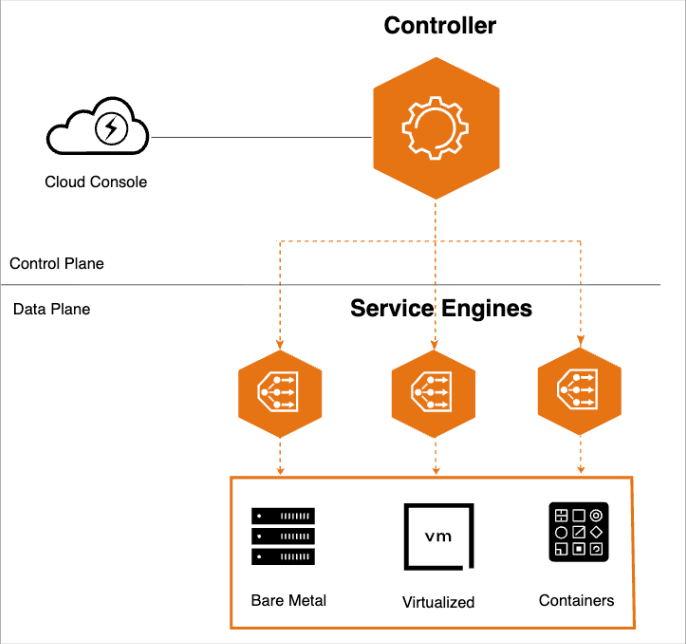 Controller
Cloud Console
Control Plane
Data Plane
Service Engines
vm
Bare Metal
Virtualized
Containers